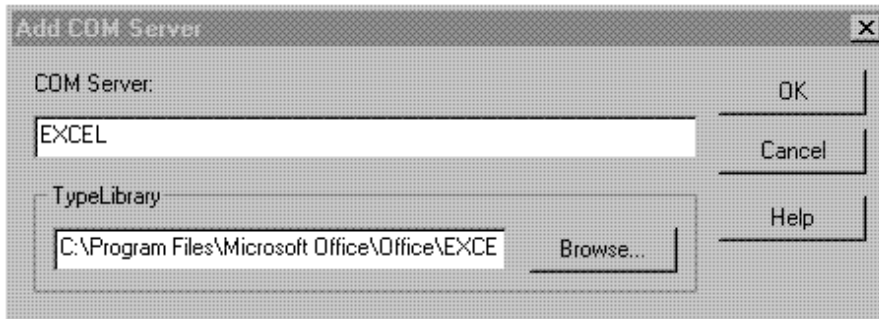 Add COM Server
COM Server:
OK
EXCEL
Cancel
TypeLibrary
Help
C:\Program Files\Microsoft Office\Office\EXCE
Browse...